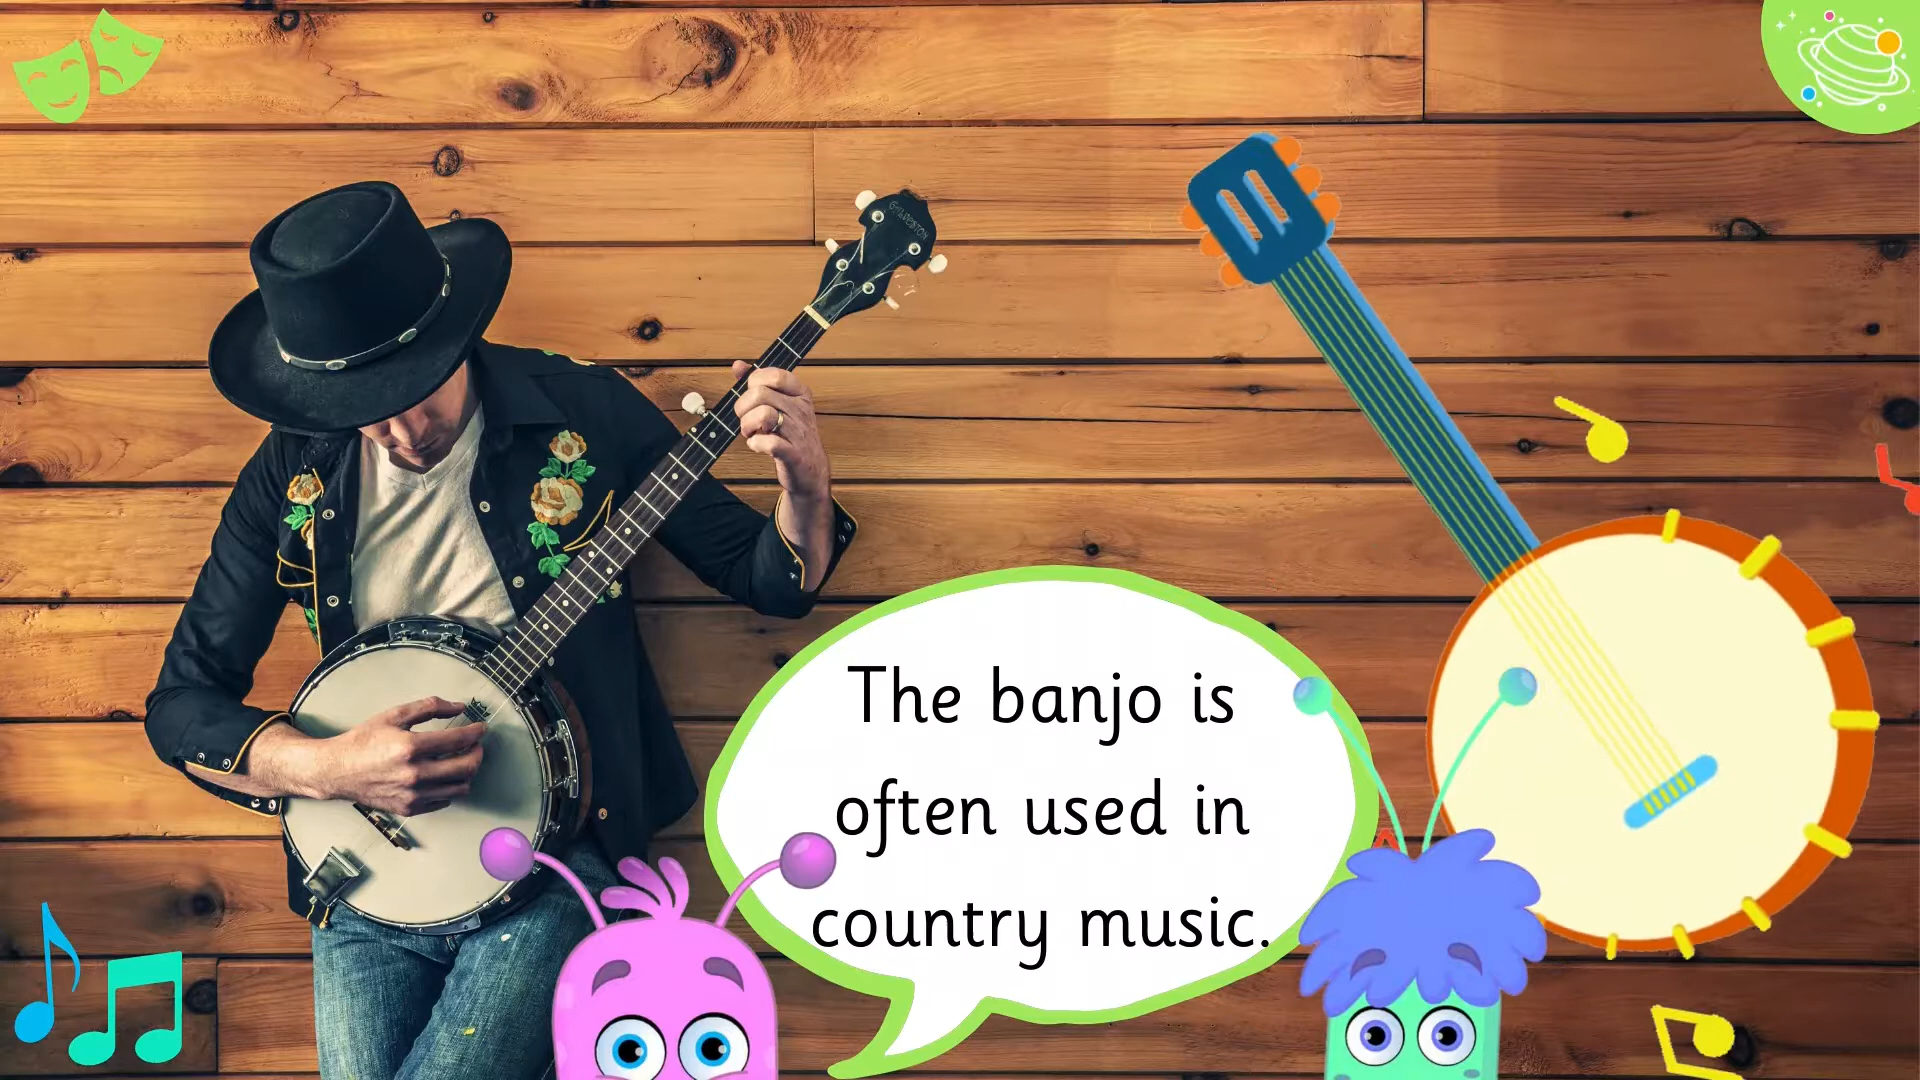 The banjo is
often used in
country music.